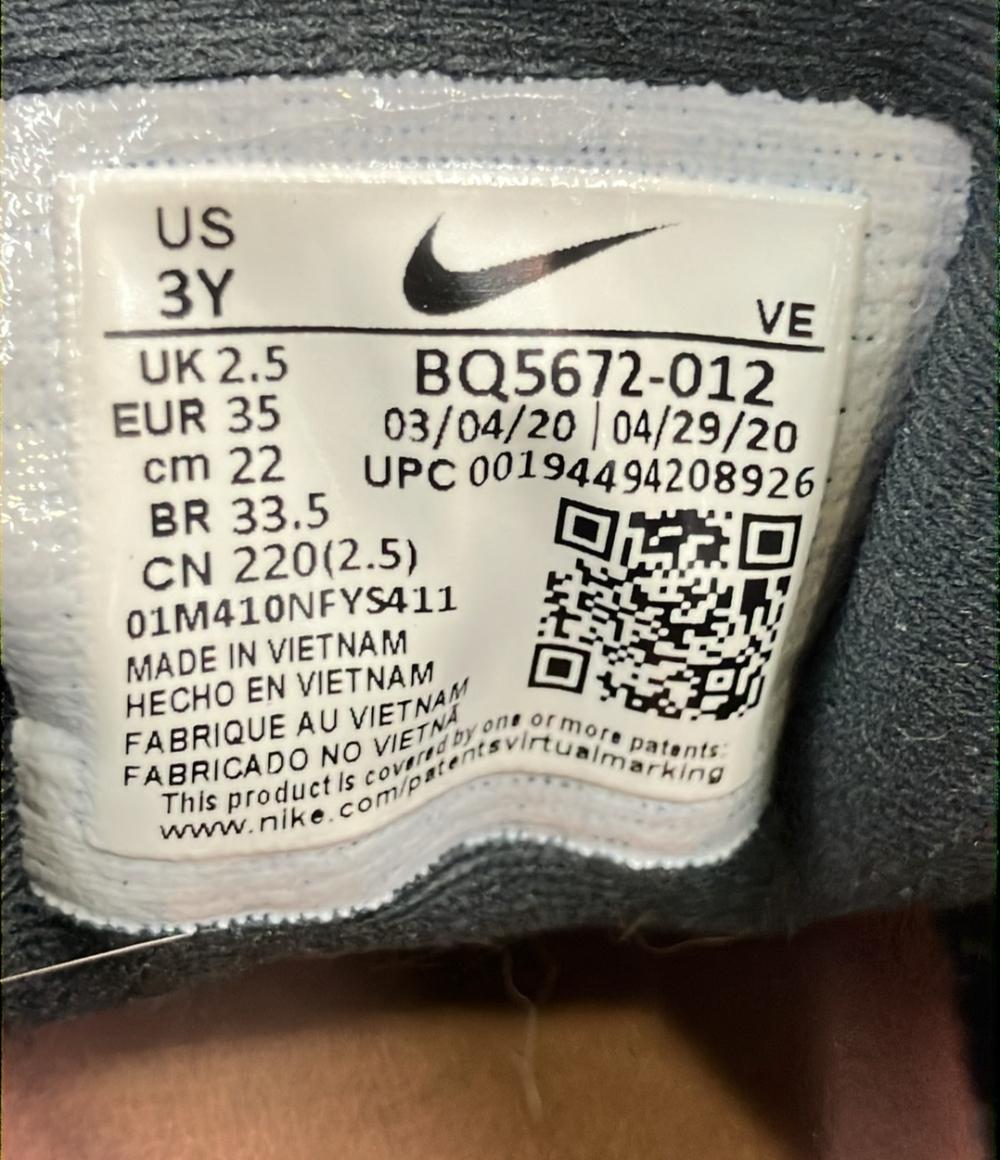 US
3Y
VE
UK 2.5
EUR 35
cm 22
BR 33.5
CN 220(2.5)
BQ5672-012
03/04/20 | 04/29/20
UPC 00194494208926
01M410NFYS411
MADE IN VIETNAM
HECHO EN VIETNAM
FABRIQUE AU VIETNAM
FABRICADO NO VIETNÃ
This product is covered by one or more patents:
www.nike.com/patentsvirtualmarking